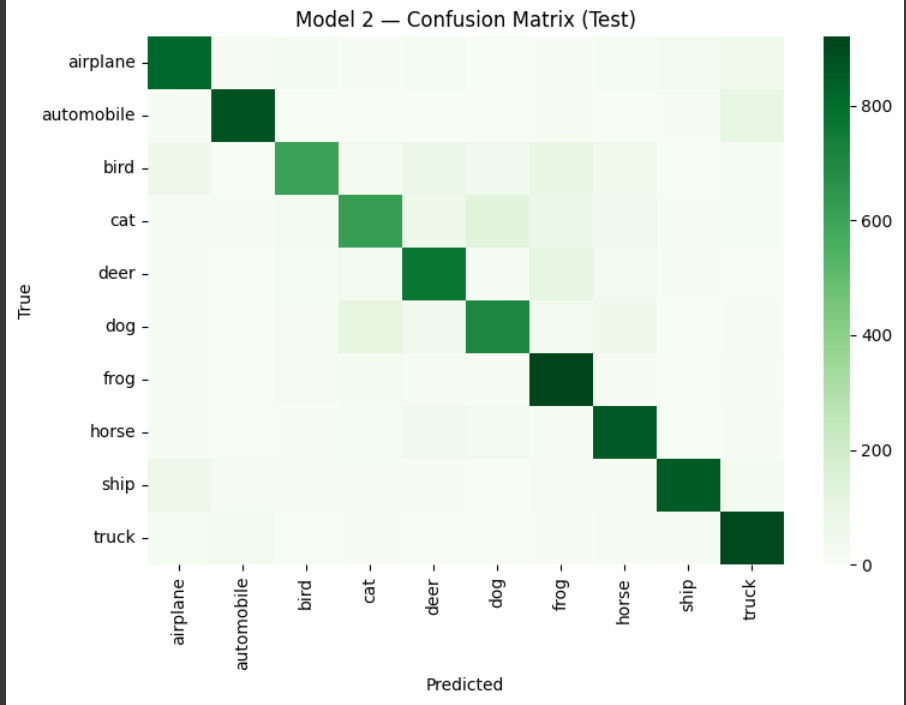 Model 2 — Confusion Matrix (Test)
True
airplane
automobile
bird
cat
deer
dog
frog
horse
ship
truck
airplane
automobile
bird
cat
deer
dog
frog
horse
ship
truck
Predicted
800
600
400
200
0